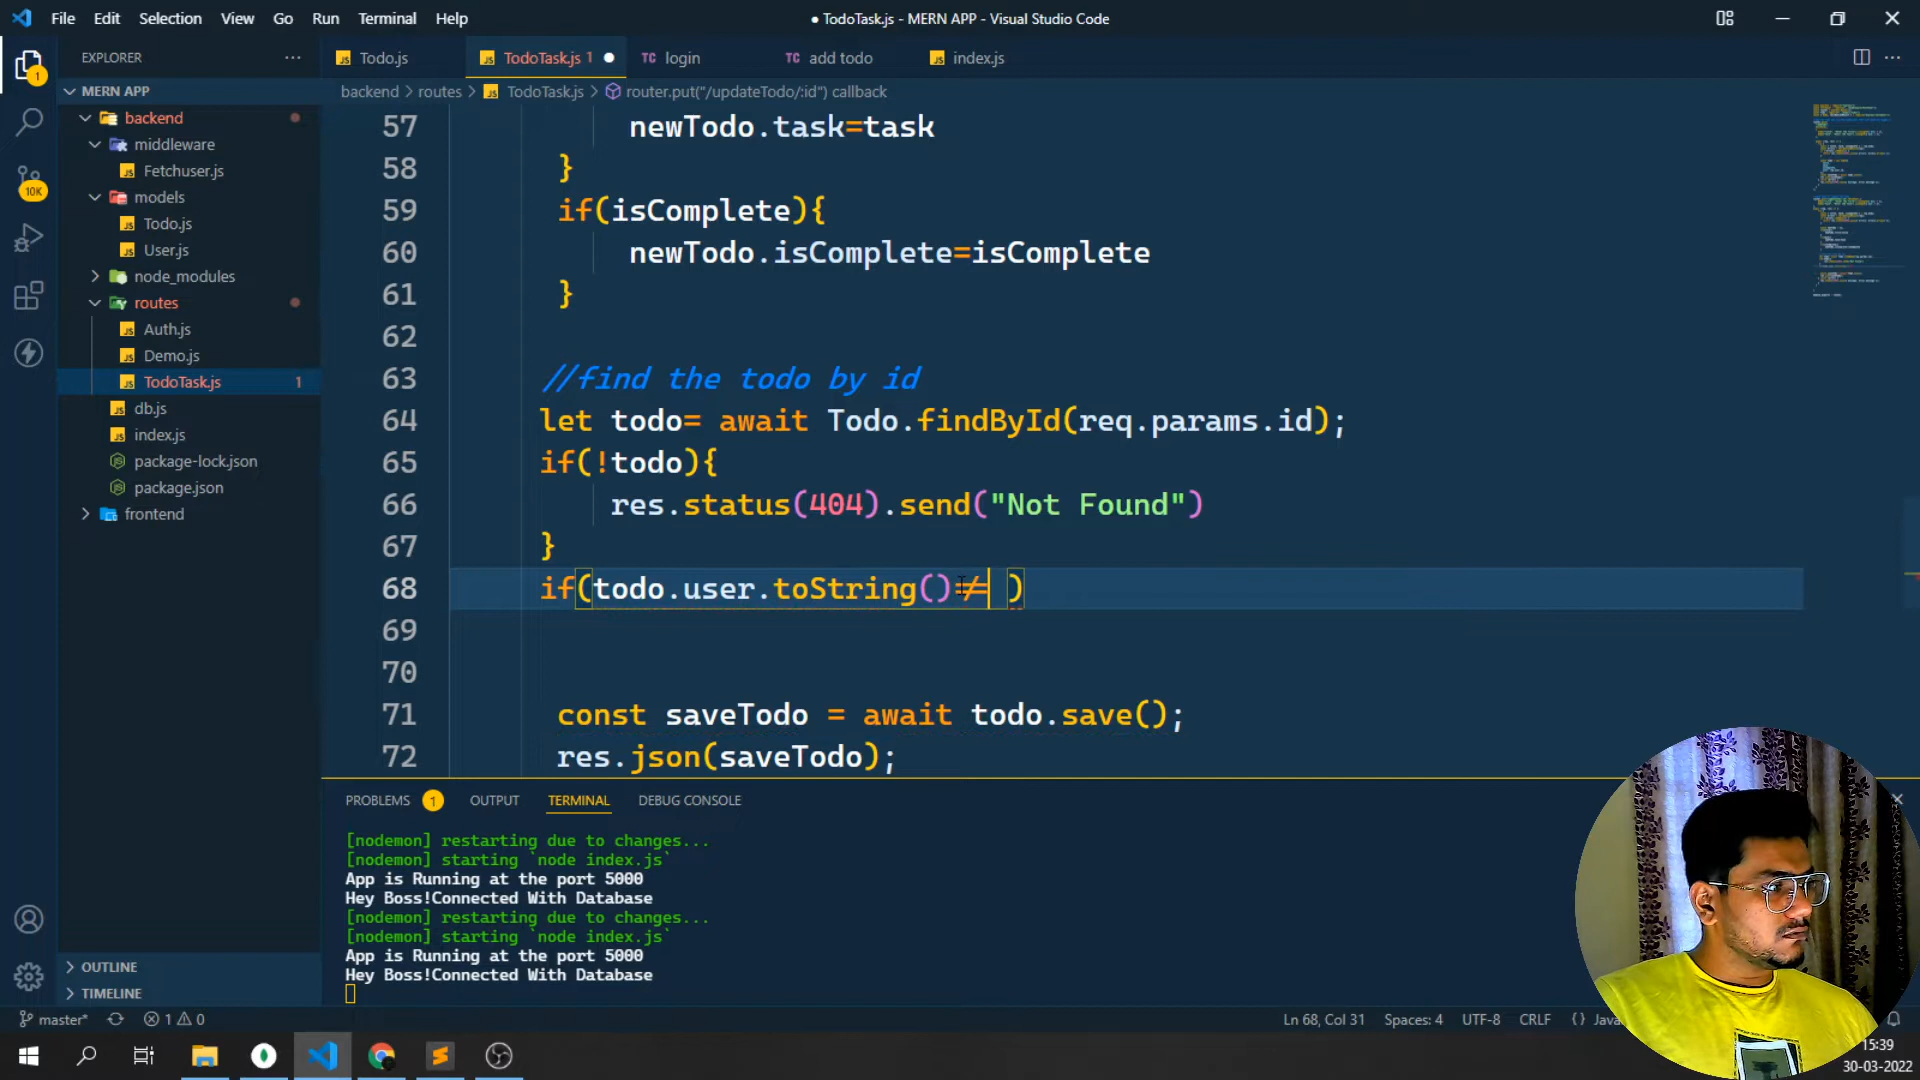 File Edit Selection View Go Run Terminal Help
● TodoTask.js - MERN APP - Visual Studio Code
EXPLORER ...
Todo.js
TodoTask.js 1
TC login
TC add todo
index.js
1
MERN APP
backend > routes > TodoTask.js > router.put("/updateTodo/:id") callback
backend
middleware
Fetchuser.js
models
Todo.js
User.js
node_modules
routes
Auth.js
Demo.js
TodoTask.js 1
db.js
index.js
package-lock.json
package.json
frontend
10K
57 newTodo.task=task
58 }
59 if(isComplete){
60 newTodo.isComplete=isComplete
61 }
62
63 //find the todo by id
64 let todo= await Todo.findById(req.params.id);
65 if(!todo){
66 res.status(404).send("Not Found")
67 }
68 if(todo.user.toString()!= )
69
70
71 const saveTodo = await todo.save();
72 res.json(saveTodo);
PROBLEMS 1 OUTPUT TERMINAL DEBUG CONSOLE
[nodemon] restarting due to changes...
[nodemon] starting `node index.js`
App is Running at the port 5000
Hey Boss!Connected With Database
[nodemon] restarting due to changes...
[nodemon] starting `node index.js`
App is Running at the port 5000
Hey Boss!Connected With Database
OUTLINE
TIMELINE
master* 1 0
Ln 68, Col 31 Spaces: 4 UTF-8 CRLF {}
15:39
30-03-2022